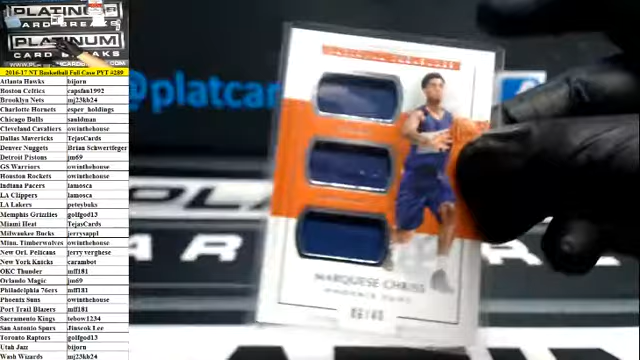 PLATINUM
CARD BREAKS
PLATINUM
CARD BREAKS
2016-17 NT Basketball Full Case PYT #289
Atlanta Hawks bijorn
Boston Celtics capsfan1992
Brooklyn Nets mj23kb24
Charlotte Hornets esper_holdings
Chicago Bulls sauldman
Cleveland Cavaliers owinthehouse
Dallas Mavericks TejasCards
Denver Nuggets Brian Schwertfeger
Detroit Pistons jm69
GS Warriors owinthehouse
Houston Rockets owinthehouse
Indiana Pacers lamosca
LA Clippers lamosca
LA Lakers peteybuks
Memphis Grizzlies golfgod13
Miami Heat TejasCards
Milwaukee Bucks jerrysappl
Minn. Timberwolves owinthehouse
New Orl. Pelicans jerry verghese
New York Knicks carambot
OKC Thunder mff181
Orlando Magic jm69
Philadelphia 76ers mff181
Phoenix Suns owinthehouse
Port Trail Blazers mff181
Sacramento Kings tebow1234
San Antonio Spurs Jinseok Lee
Toronto Raptors golfgod13
Utah Jazz bijorn
Wash Wizards mj23kb24
@platcar
MARQUESE CHRISS
PHOENIX SUNS